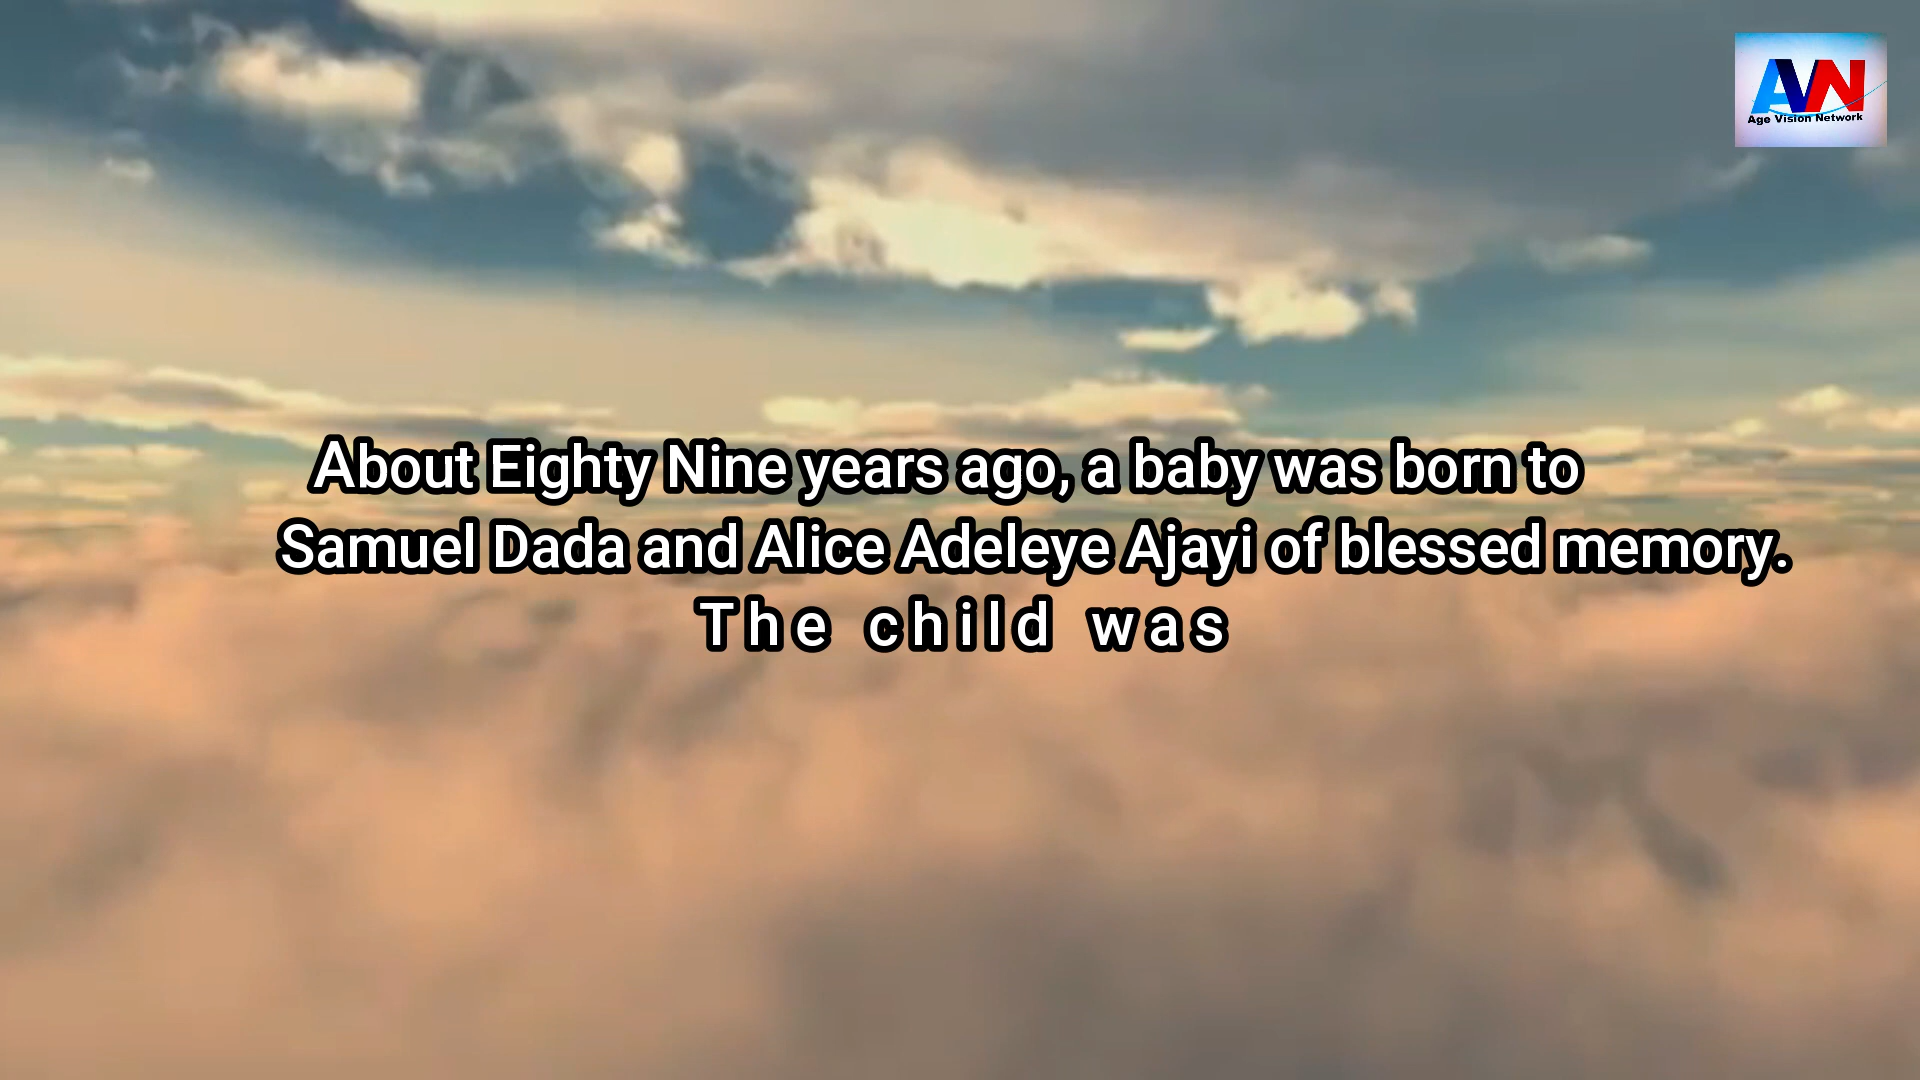 AVN
Age Vision Network
About Eighty Nine years ago, a baby was born to
Samuel Dada and Alice Adeleye Ajayi of blessed memory.
The child was